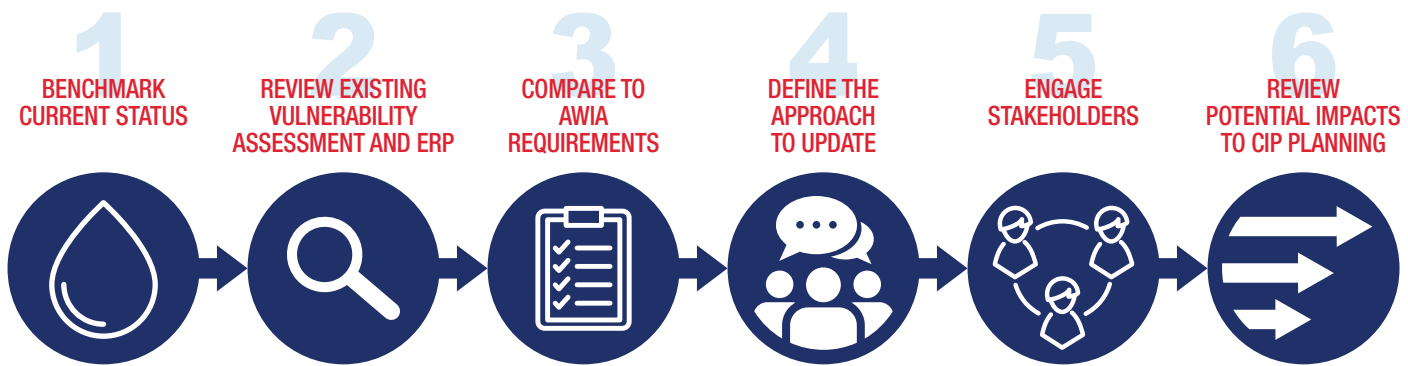 1
BENCHMARK
CURRENT STATUS
2
REVIEW EXISTING
VULNERABILITY
ASSESSMENT AND ERP
3
COMPARE TO
AWIA
REQUIREMENTS
4
DEFINE THE
APPROACH
TO UPDATE
5
ENGAGE
STAKEHOLDERS
6
REVIEW
POTENTIAL IMPACTS
TO CIP PLANNING